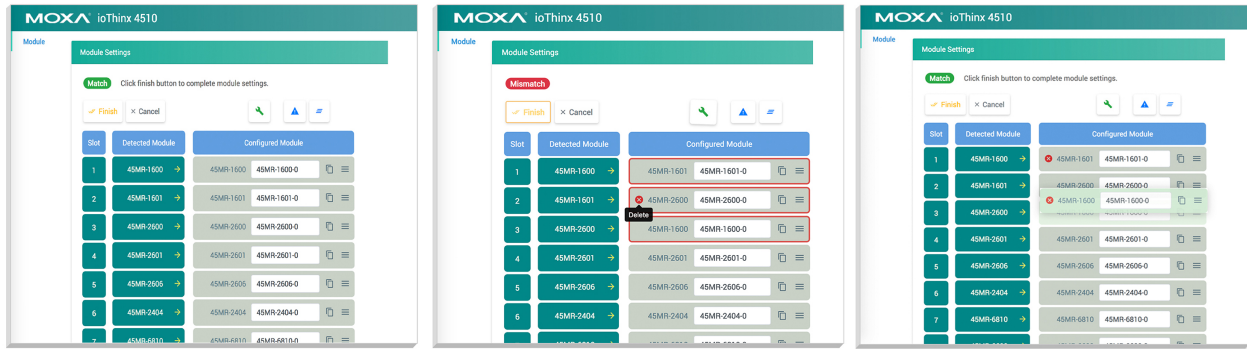 MOXA ioThinx 4510
Module
Module Settings
Match Click finish button to complete module settings.
Finish × Cancel
Slot Detected Module Configured Module
1 45MR-1600 → 45MR-1600 45MR-1600-0
2 45MR-1601 → 45MR-1601 45MR-1601-0
3 45MR-2600 → 45MR-2600 45MR-2600-0
4 45MR-2601 → 45MR-2601 45MR-2601-0
5 45MR-2606 → 45MR-2606 45MR-2606-0
6 45MR-2404 → 45MR-2404 45MR-2404-0
7 45MR-6810 → 45MR-6810 45MR-6810-0
MOXA ioThinx 4510
Module
Module Settings
Mismatch
Finish × Cancel
Slot Detected Module Configured Module
1 45MR-1600 → 45MR-1601 45MR-1601-0
2 45MR-1601 → 45MR-2600 45MR-2600-0
Delete
3 45MR-2600 → 45MR-1600 45MR-1600-0
4 45MR-2601 → 45MR-2601 45MR-2601-0
5 45MR-2606 → 45MR-2606 45MR-2606-0
6 45MR-2404 → 45MR-2404 45MR-2404-0
MOXA ioThinx 4510
Module
Module Settings
Match Click finish button to complete module settings.
Finish × Cancel
Slot Detected Module Configured Module
1 45MR-1600 → 45MR-1601 45MR-1601-0
2 45MR-1601 → 45MR-2600 45MR-2600-0
45MR-1600 45MR-1600-0
3 45MR-2600 →
4 45MR-2601 → 45MR-2601 45MR-2601-0
5 45MR-2606 → 45MR-2606 45MR-2606-0
6 45MR-2404 → 45MR-2404 45MR-2404-0
7 45MR-6810 → 45MR-6810 45MR-6810-0